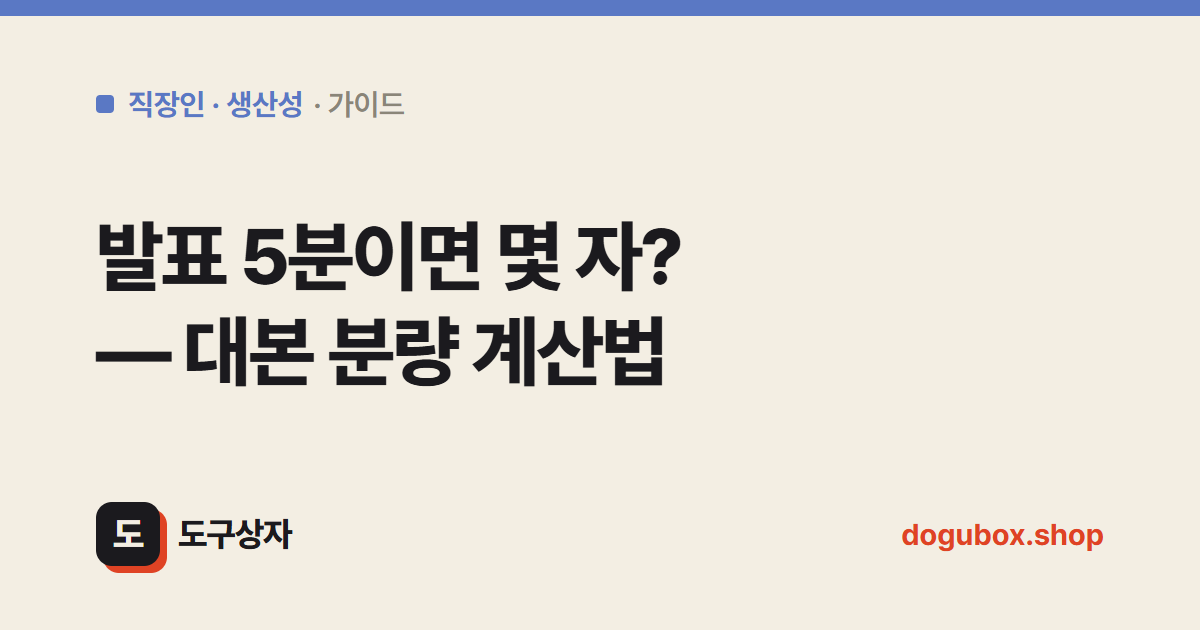 직장인 · 생산성 · 가이드
발표 5분이면 몇 자?
— 대본 분량 계산법
도 도구상자
dogubox.shop